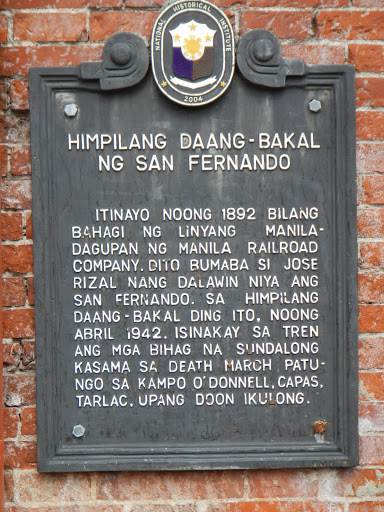 NATIONAL HISTORICAL INSTITUTE
2004
HIMPILANG DAANG-BAKAL
NG SAN FERNANDO
ITINAYO NOONG 1892 BILANG
BAHAGI NG LINYANG MANILA-
DAGUPAN NG MANILA RAILROAD
COMPANY. DITO BUMABA SI JOSE
RIZAL NANG DALAWIN NIYA ANG
SAN FERNANDO. SA HIMPILANG
DAANG-BAKAL DING ITO, NOONG
ABRIL 1942, ISINAKAY SA TREN
ANG MGA BIHAG NA SUNDALONG
KASAMA SA DEATH MARCH PATU-
NGO SA KAMPO O'DONNELL, CAPAS,
TARLAC, UPANG DOON IKULONG.